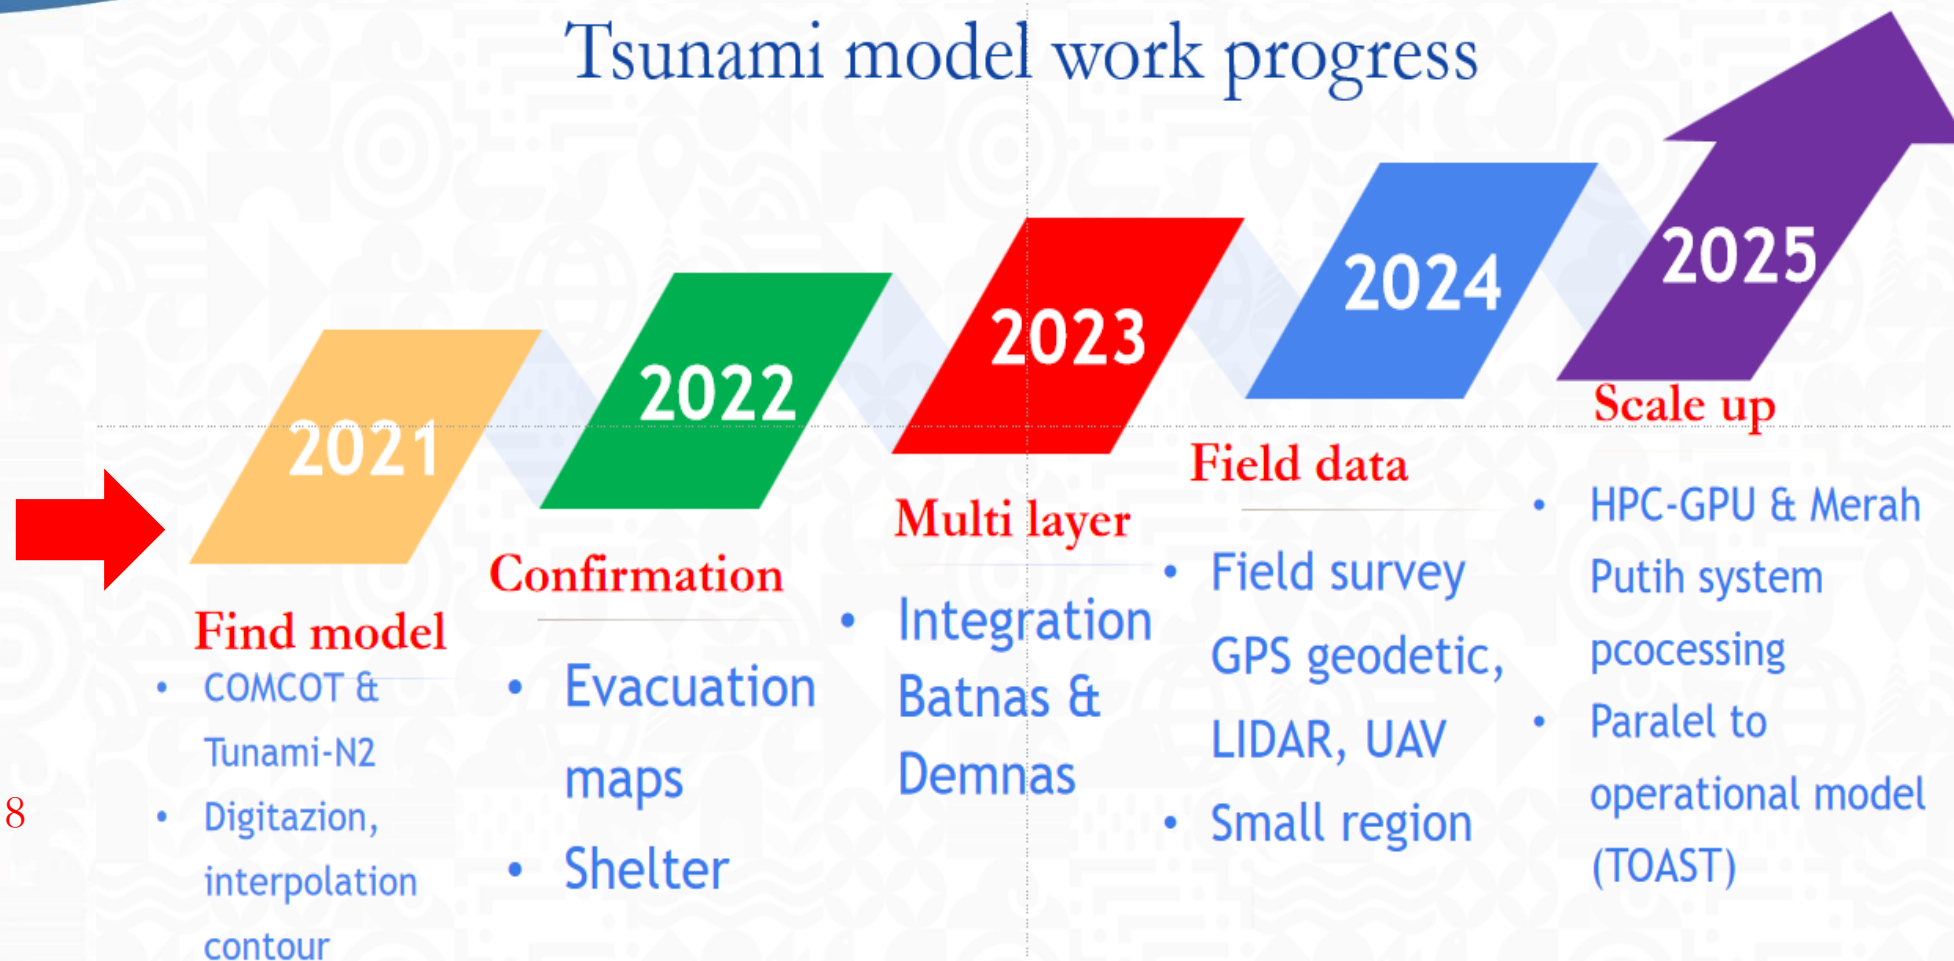 Tsunami model work progress
2021
Find model
• COMCOT &
Tunami-N2
• Digitazion,
interpolation
contour
2022
Confirmation
• Evacuation
maps
• Shelter
2023
Multi layer
• Integration
Batnas &
Demnas
2024
Field data
• Field survey
GPS geodetic,
LIDAR, UAV
• Small region
2025
Scale up
• HPC-GPU & Merah
Putih system
pcocessing
• Paralel to
operational model
(TOAST)
8